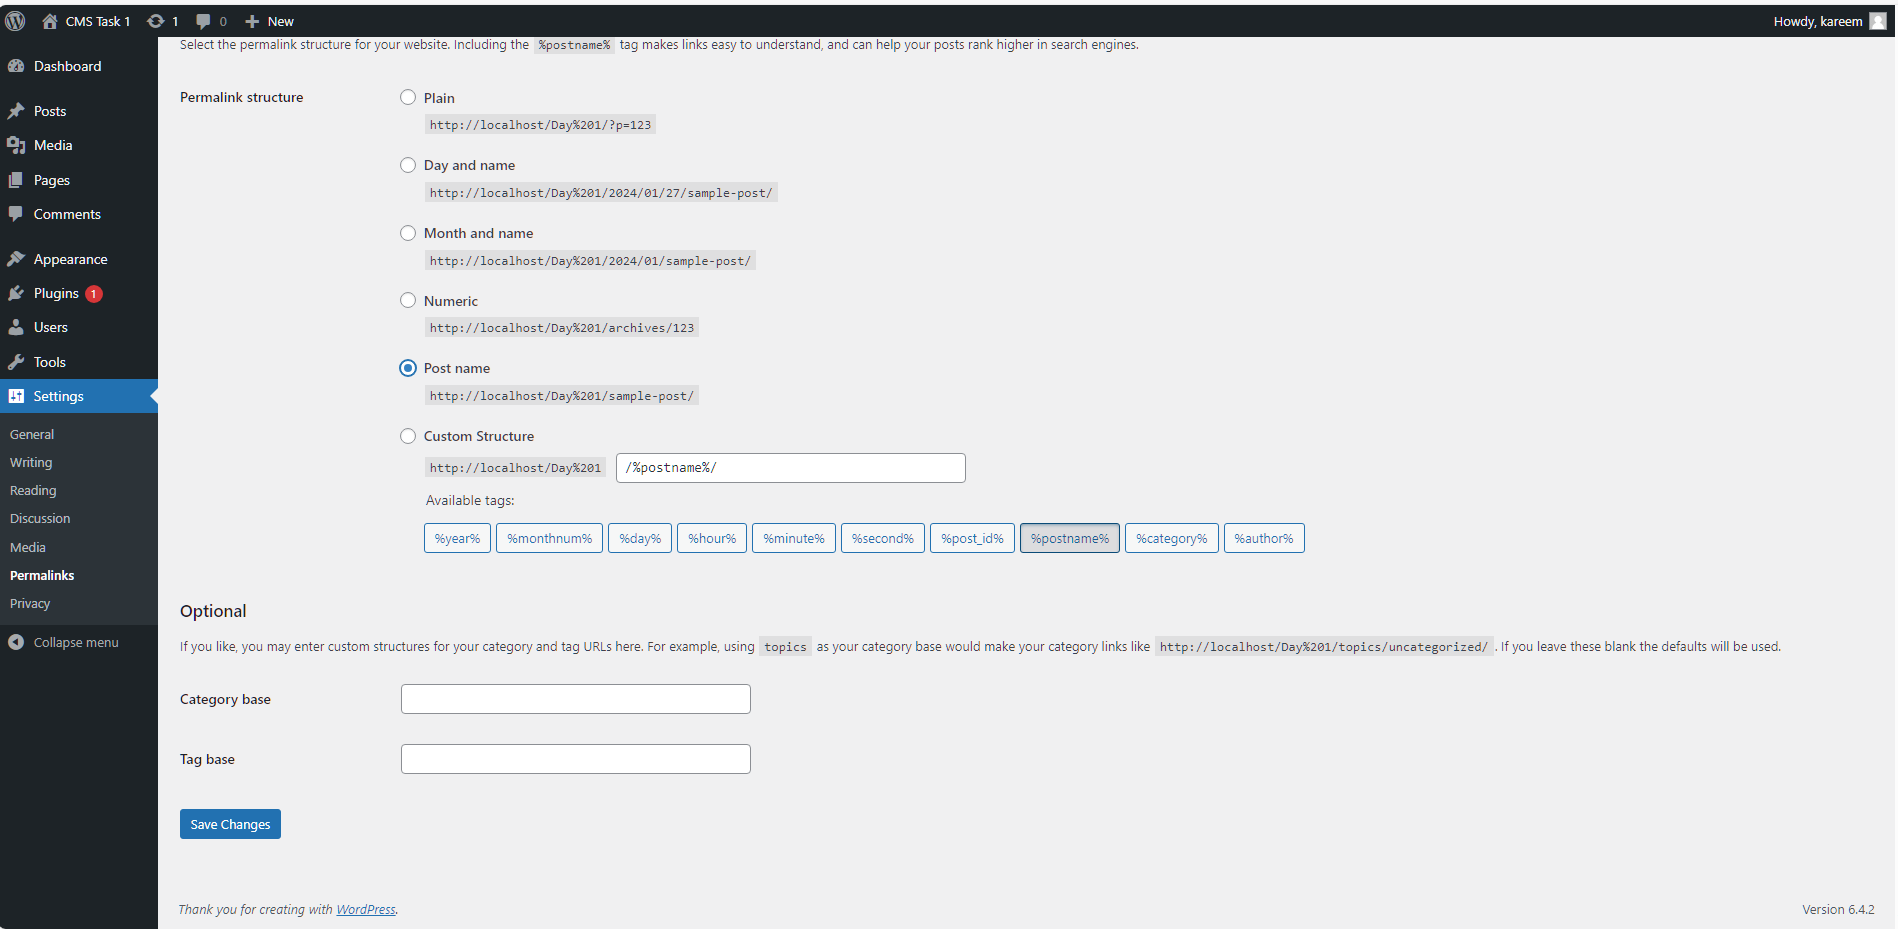 CMS Task 1 1 0 New Howdy, kareem
Dashboard
Posts
Media
Pages
Comments
Appearance
Plugins 1
Users
Tools
Settings
General
Writing
Reading
Discussion
Media
Permalinks
Privacy
Collapse menu
Select the permalink structure for your website. Including the %postname% tag makes links easy to understand, and can help your posts rank higher in search engines.
Permalink structure
Plain
http://localhost/Day%201/?p=123
Day and name
http://localhost/Day%201/2024/01/27/sample-post/
Month and name
http://localhost/Day%201/2024/01/sample-post/
Numeric
http://localhost/Day%201/archives/123
Post name
http://localhost/Day%201/sample-post/
Custom Structure
http://localhost/Day%201 /%postname%/
Available tags:
%year% %monthnum% %day% %hour% %minute% %second% %post_id% %postname% %category% %author%
Optional
If you like, you may enter custom structures for your category and tag URLs here. For example, using topics as your category base would make your category links like http://localhost/Day%201/topics/uncategorized/ . If you leave these blank the defaults will be used.
Category base
Tag base
Save Changes
Thank you for creating with WordPress.
Version 6.4.2